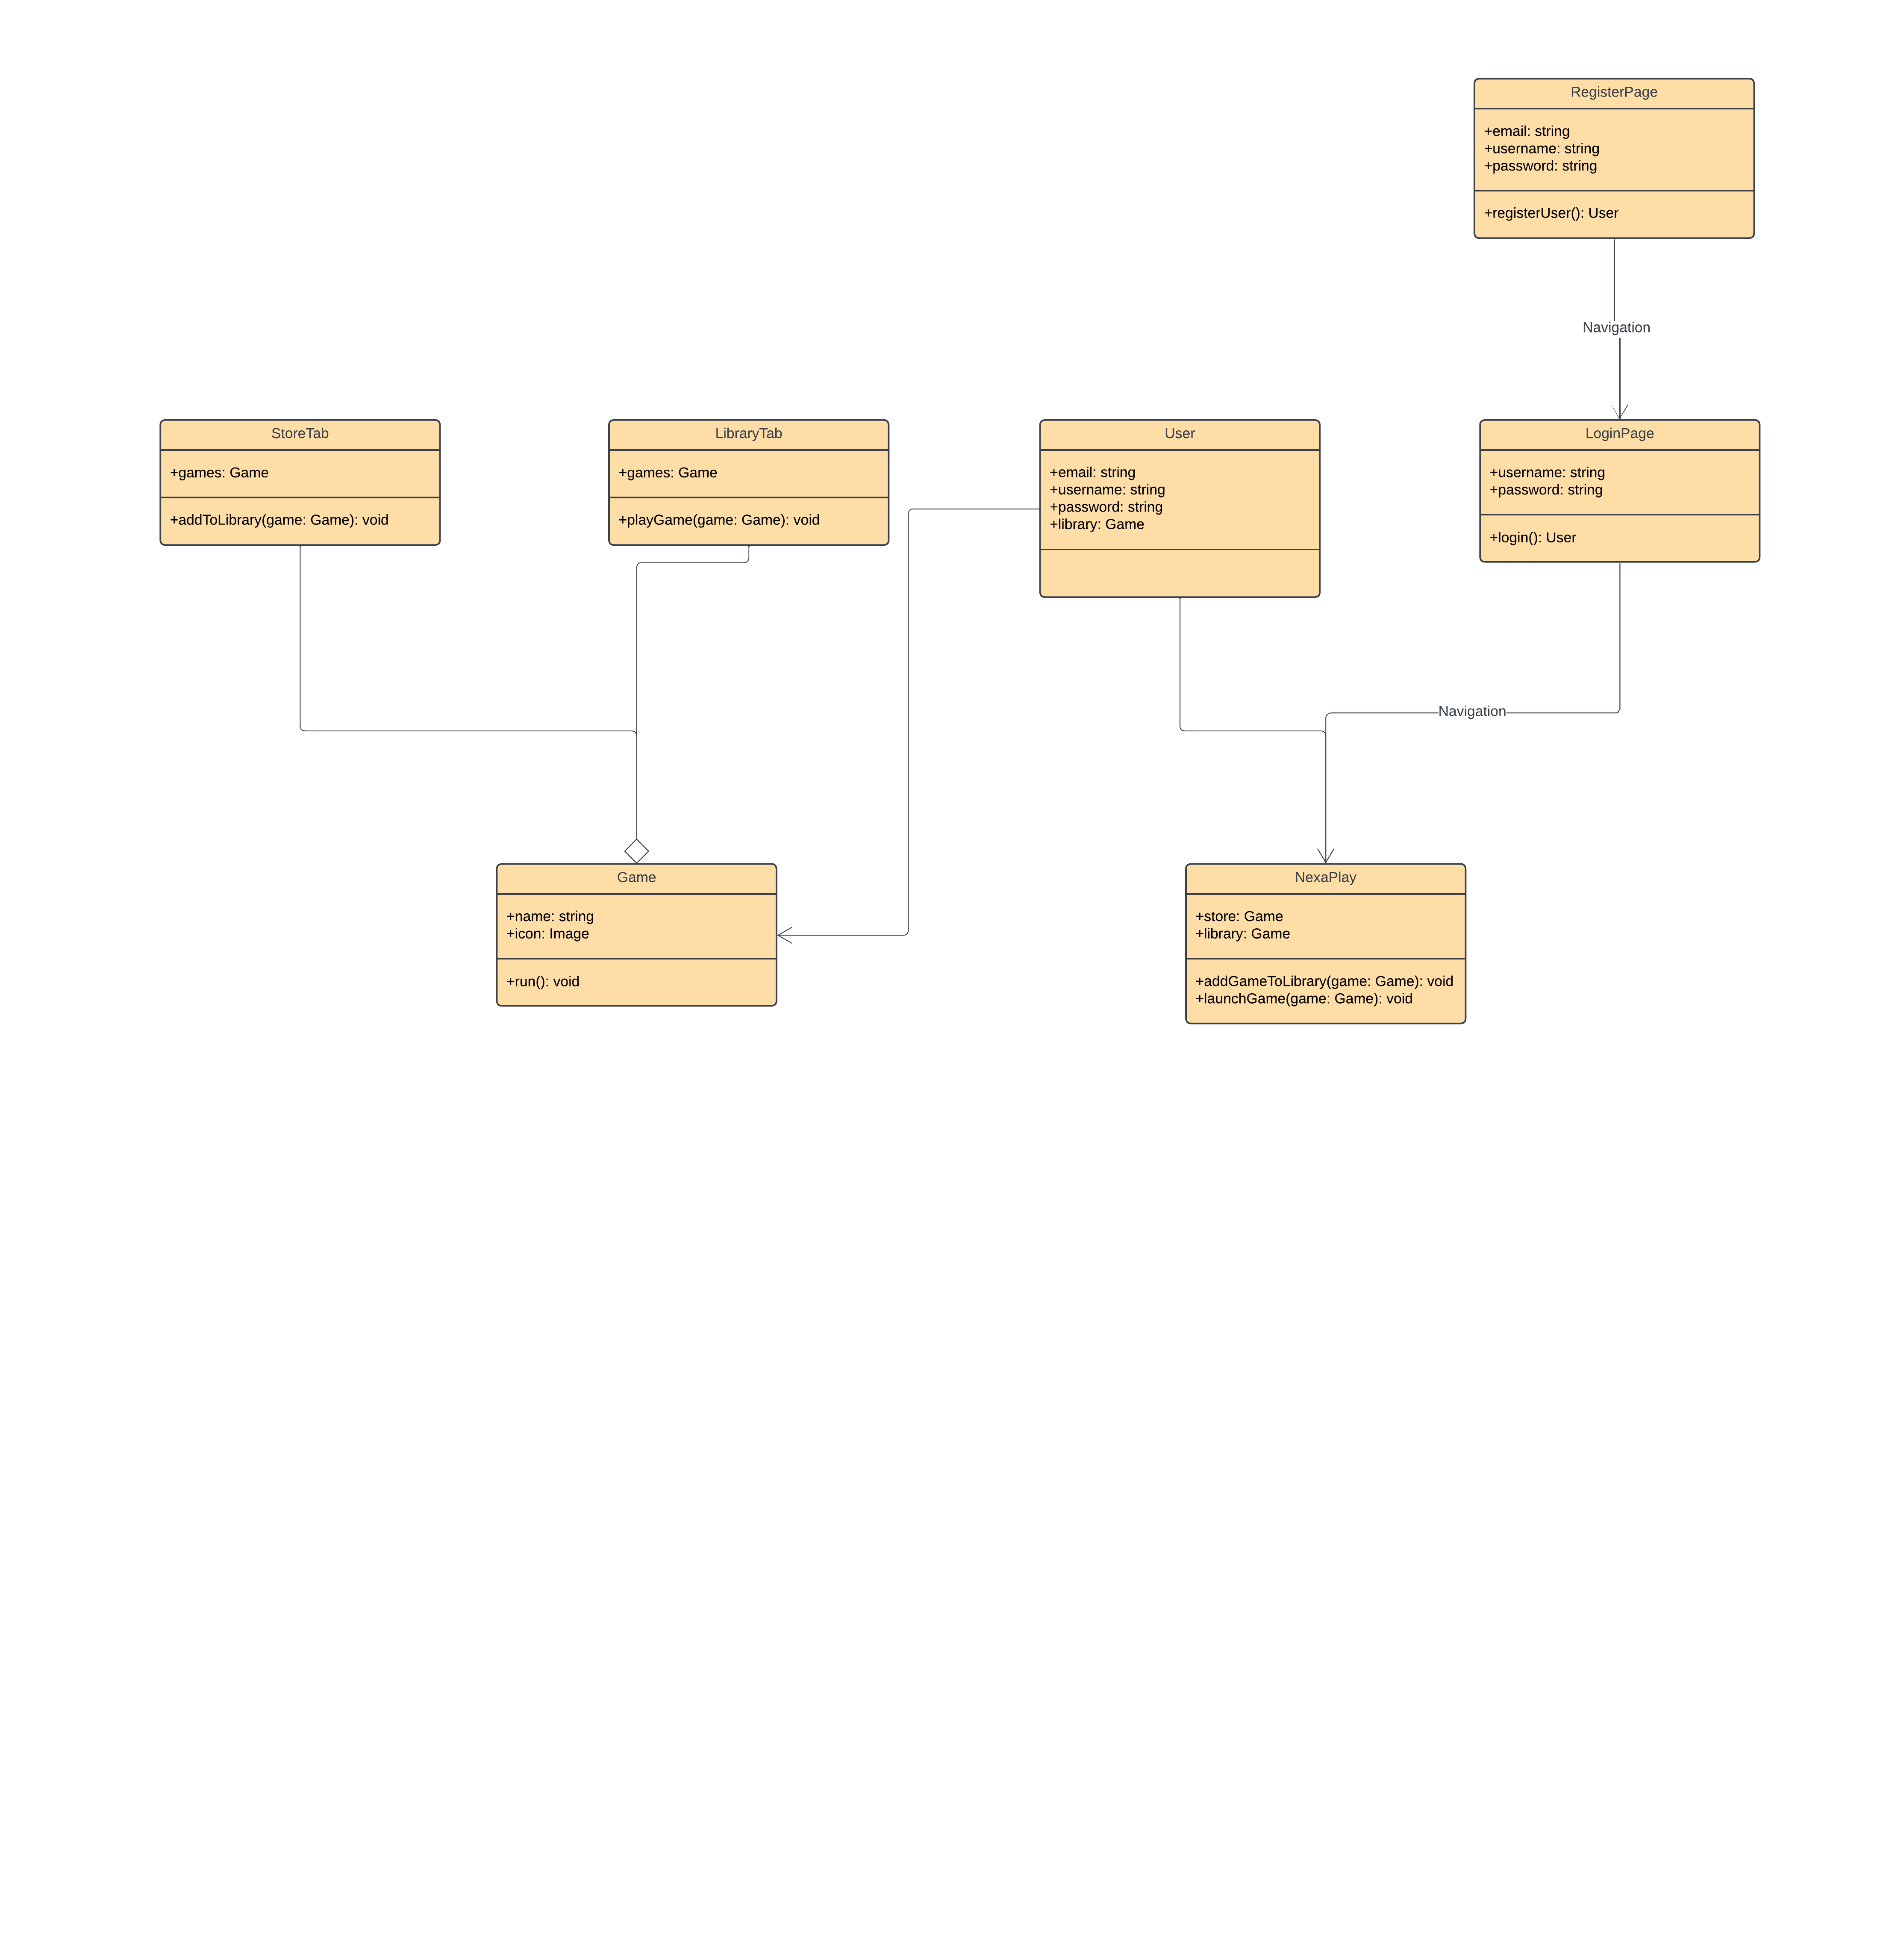 RegisterPage
+email: string
+username: string
+password: string
+registerUser(): User
Navigation
StoreTab
+games: Game
+addToLibrary(game: Game): void
LibraryTab
+games: Game
+playGame(game: Game): void
User
+email: string
+username: string
+password: string
+library: Game
LoginPage
+username: string
+password: string
+login(): User
Navigation
Game
+name: string
+icon: Image
+run(): void
NexaPlay
+store: Game
+library: Game
+addGameToLibrary(game: Game): void
+launchGame(game: Game): void